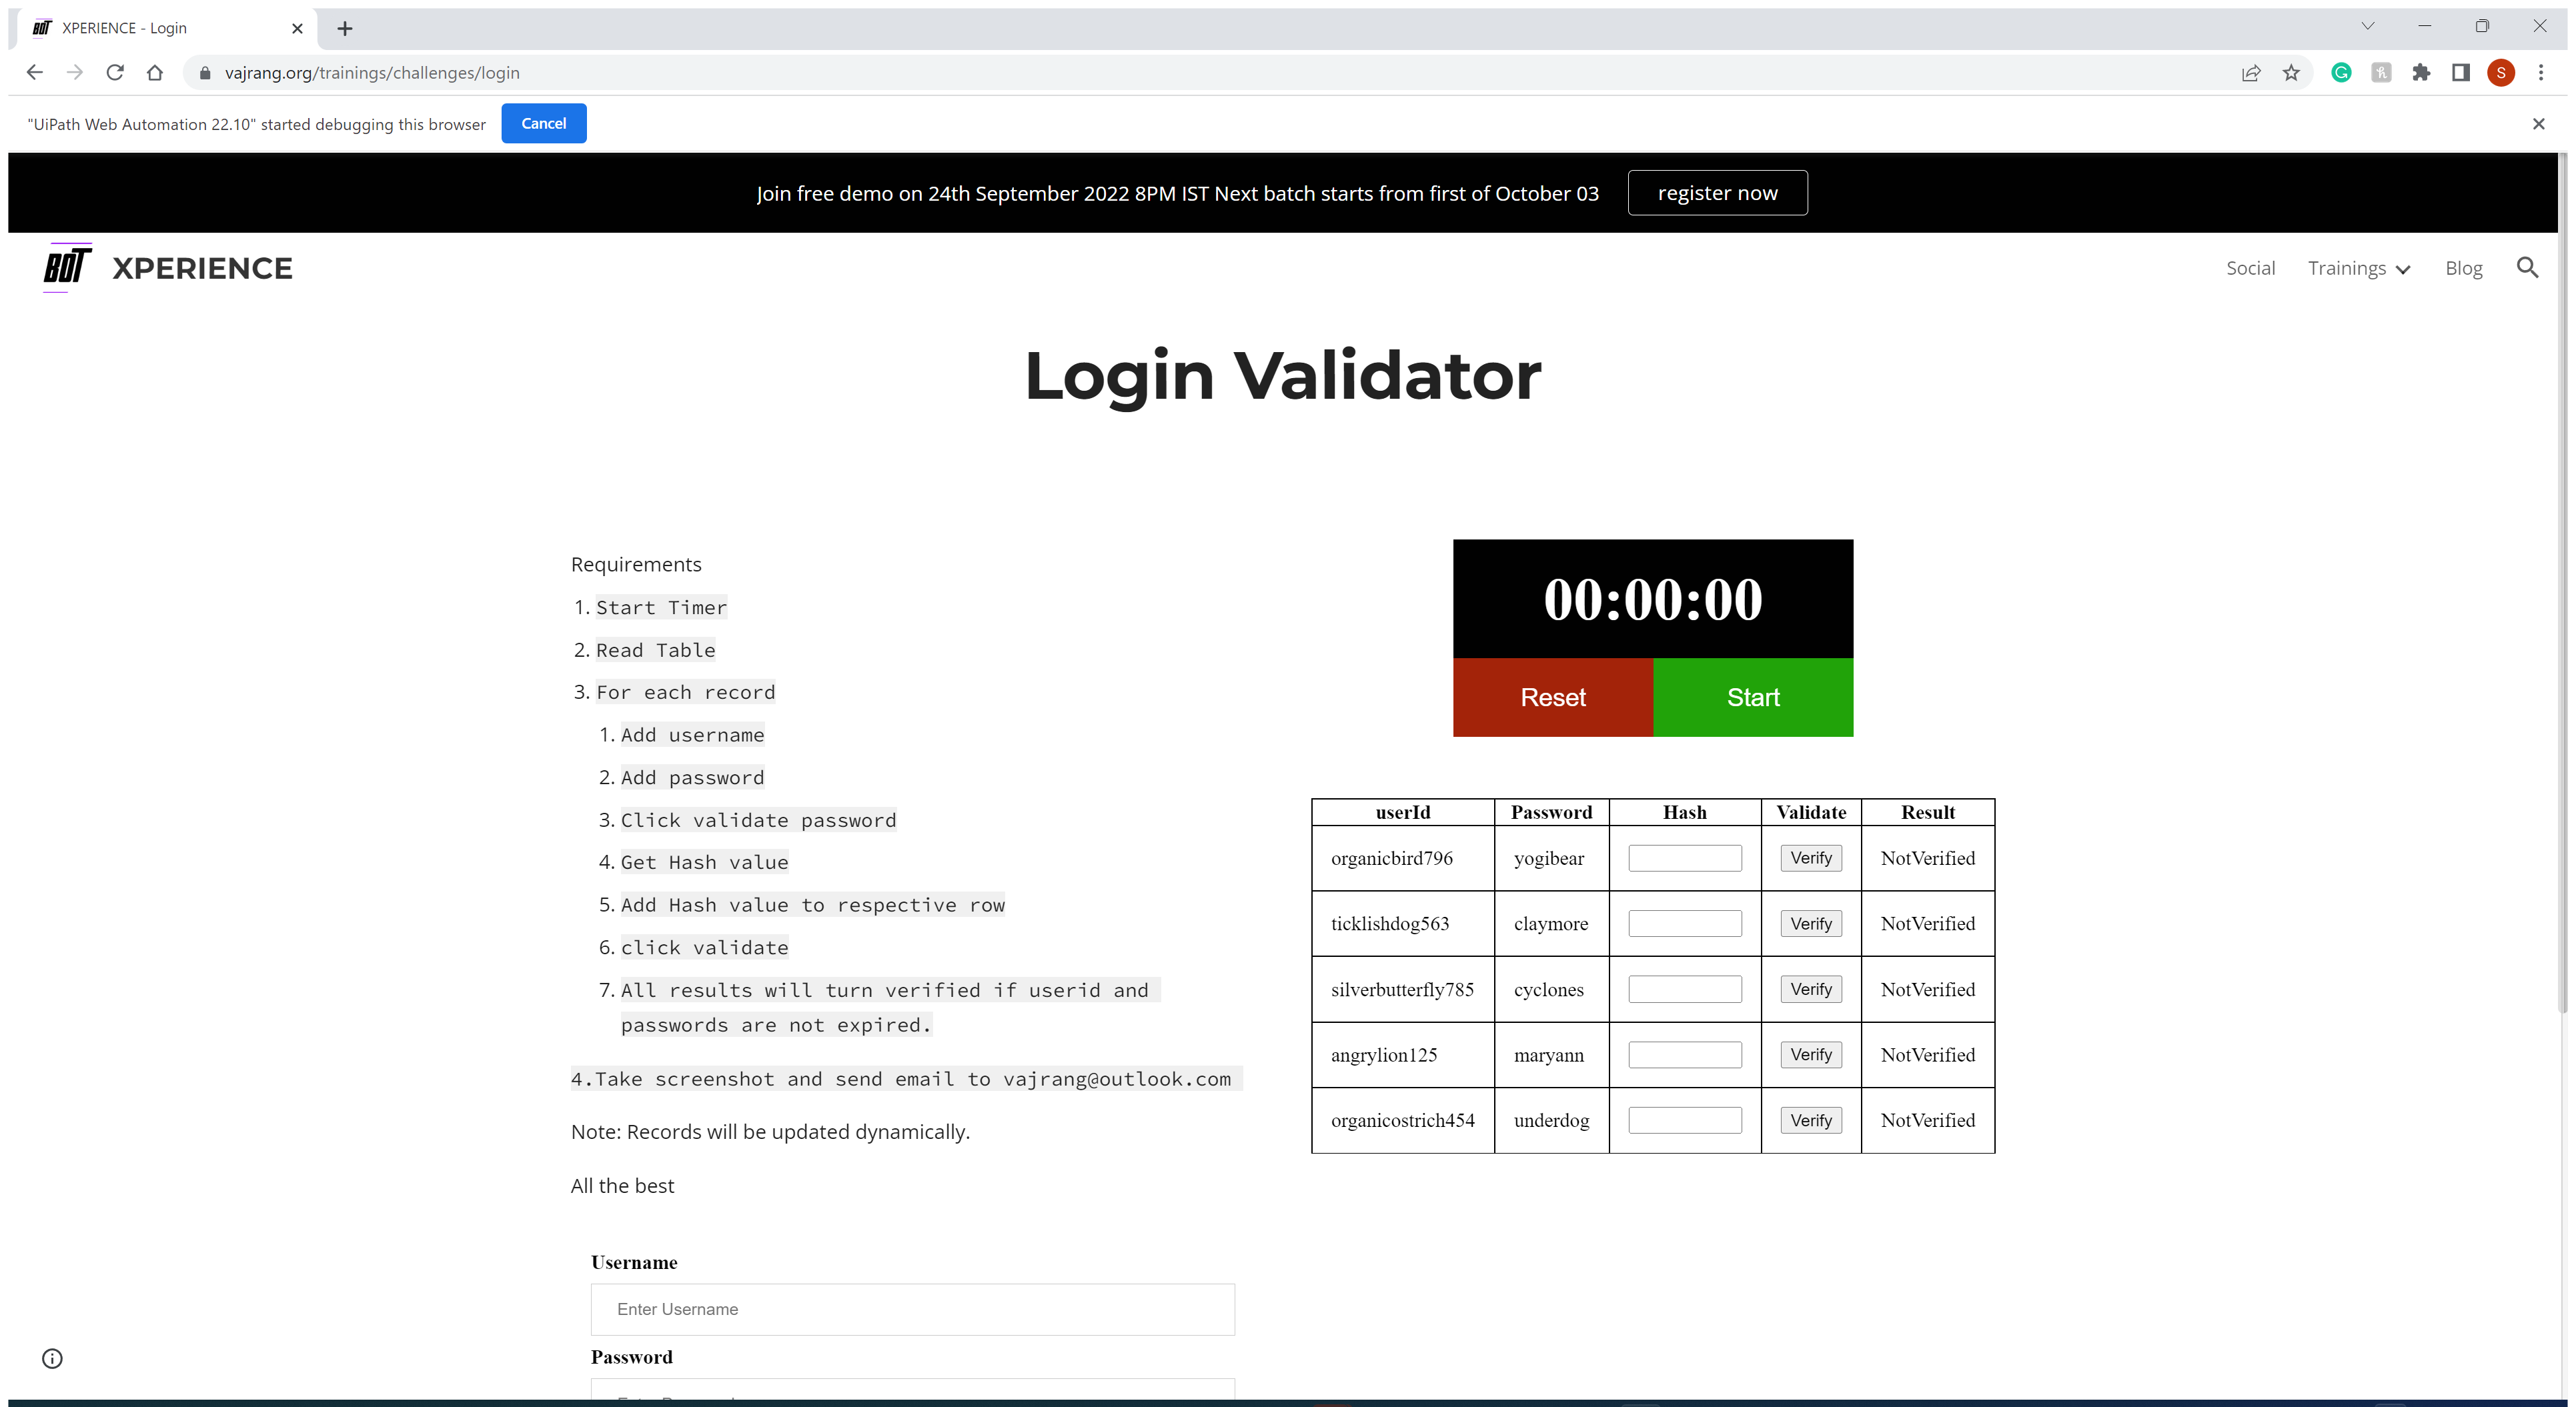 BOT XPERIENCE - Login
vajrang.org/trainings/challenges/login
S
"UiPath Web Automation 22.10" started debugging this browser Cancel
Join free demo on 24th September 2022 8PM IST Next batch starts from first of October 03 register now
BOT XPERIENCE Social Trainings Blog
Login Validator
Requirements
1. Start Timer
2. Read Table
3. For each record
1. Add username
2. Add password
3. Click validate password
4. Get Hash value
5. Add Hash value to respective row
6. click validate
7. All results will turn verified if userid and
passwords are not expired.
4.Take screenshot and send email to vajrang@outlook.com
Note: Records will be updated dynamically.
All the best
00:00:00
Reset Start
userId Password Hash Validate Result
organicbird796 yogibear Verify NotVerified
ticklishdog563 claymore Verify NotVerified
silverbutterfly785 cyclones Verify NotVerified
angrylion125 maryann Verify NotVerified
organicostrich454 underdog Verify NotVerified
Username
Enter Username
Password